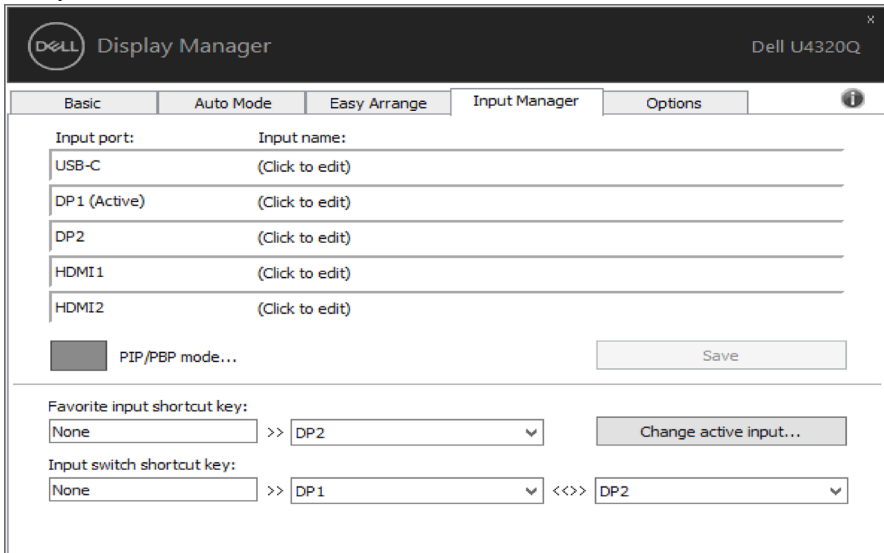 x
DELL Display Manager Dell U4320Q
Basic Auto Mode Easy Arrange Input Manager Options i
Input port: Input name:
USB-C (Click to edit)
DP1 (Active) (Click to edit)
DP2 (Click to edit)
HDMI1 (Click to edit)
HDMI2 (Click to edit)
PIP/PBP mode... Save
Favorite input shortcut key:
None >> DP2 Change active input...
Input switch shortcut key:
None >> DP1 <<>> DP2